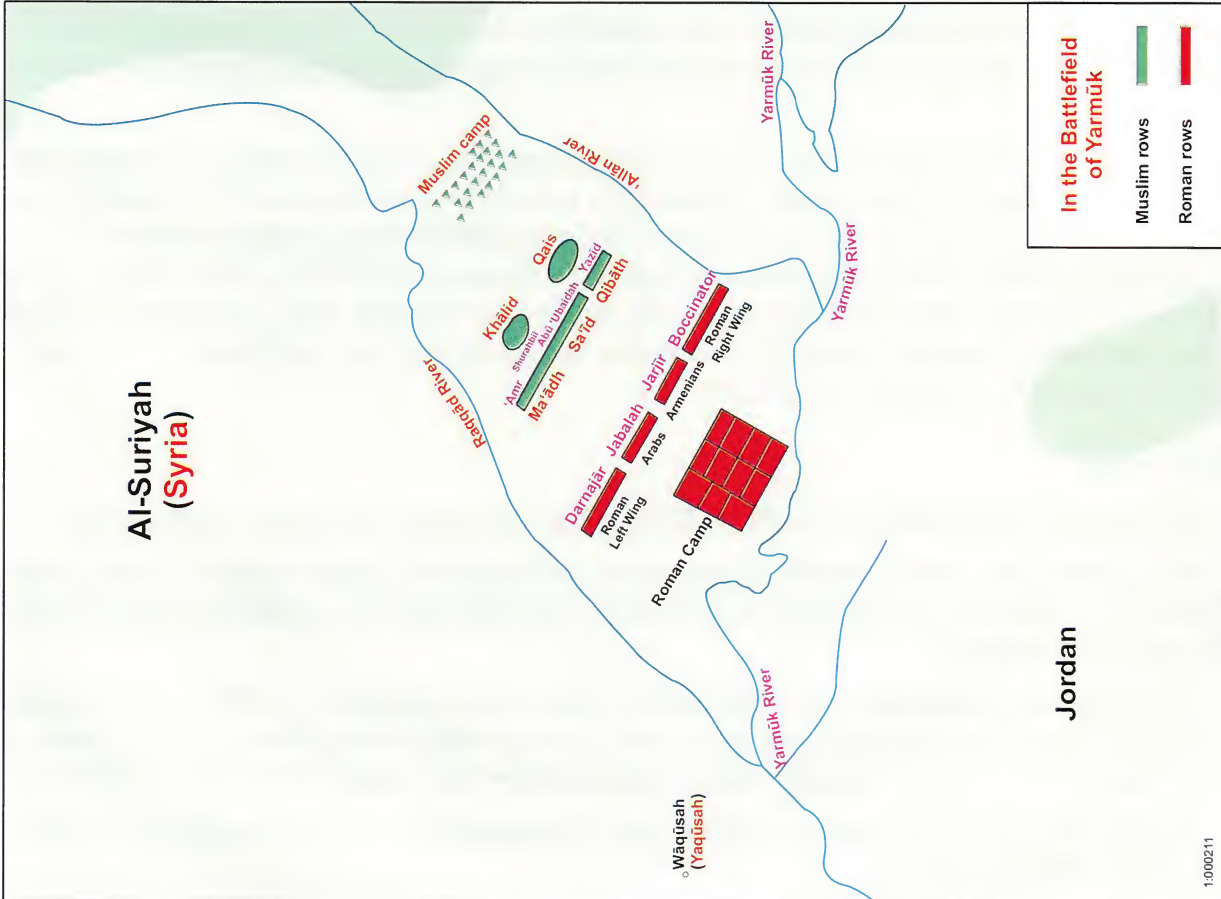 Al-Suriyah
(Syria)
Muslim camp
Raqqād River
'Allān River
Khālid
Qais
'Amr
Shurahbil
Abū 'Ubaidah
Yazīd
Ma'ādh
Sa'īd
Qibāth
Darnajār
Jabalah
Jarjīr
Boccinator
Roman
Left Wing
Arabs
Armenians
Roman
Right Wing
Roman Camp
Yarmūk River
Yarmūk River
Yarmūk River
Wāqūsah
(Yaqūsah)
Jordan
In the Battlefield
of Yarmūk
Muslim rows
Roman rows
1:000211